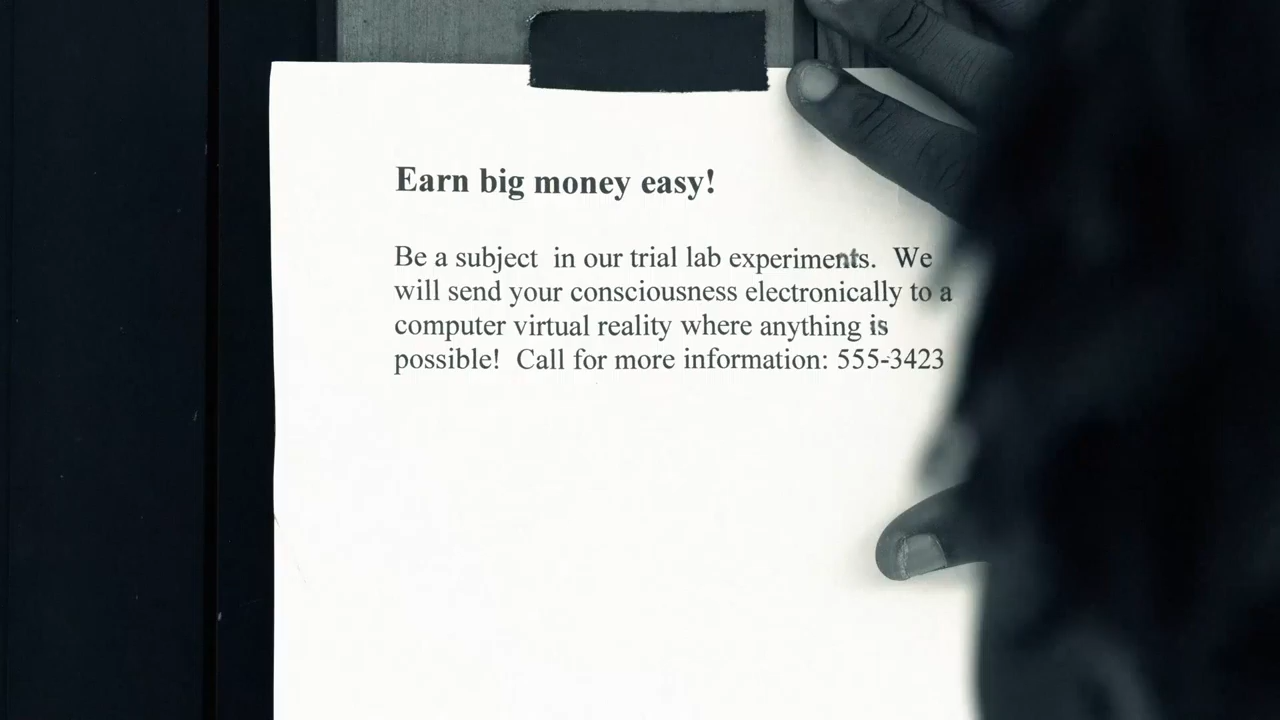 Earn big money easy!
Be a subject  in our trial lab experiments.  We
will send your consciousness electronically to a
computer virtual reality where anything is
possible!  Call for more information: 555-3423